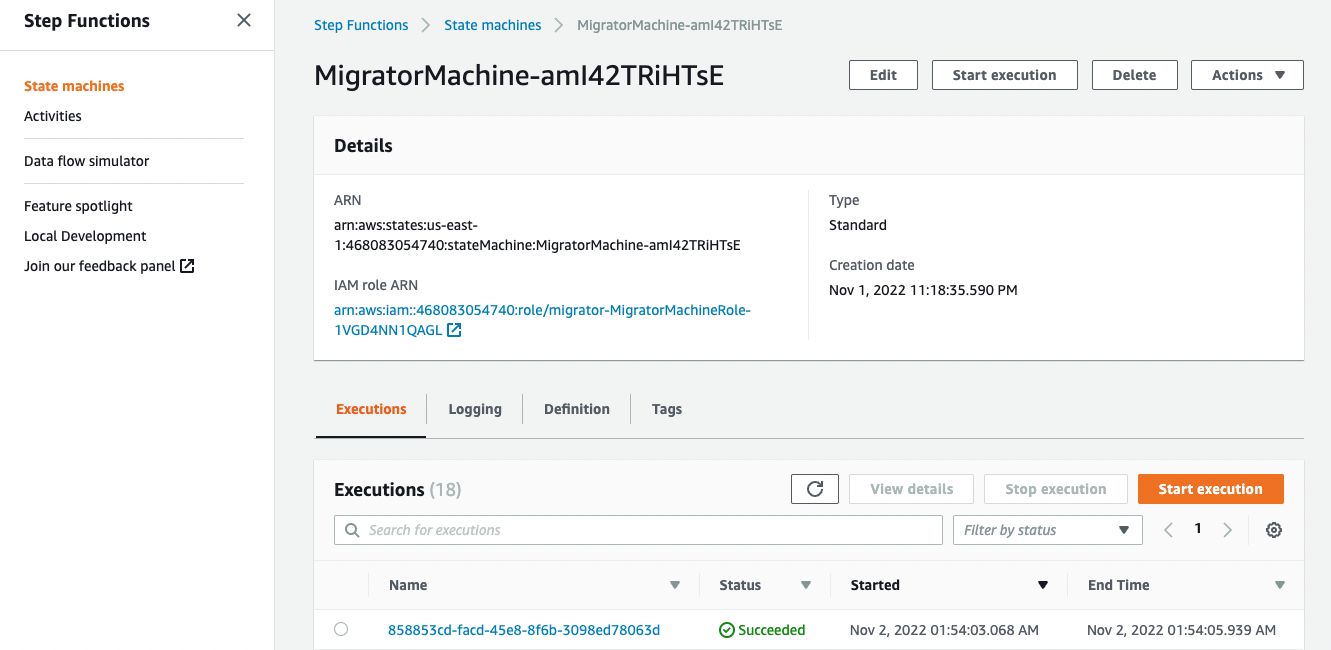 Step Functions
State machines
Activities
Data flow simulator
Feature spotlight
Local Development
Join our feedback panel
Step Functions > State machines > MigratorMachine-amI42TRiHTsE
MigratorMachine-amI42TRiHTsE
Edit
Start execution
Delete
Actions
Details
ARN
arn:aws:states:us-east-
1:468083054740:stateMachine:MigratorMachine-amI42TRiHTsE
IAM role ARN
arn:aws:iam::468083054740:role/migrator-MigratorMachineRole-
1VGD4NN1QAGL
Type
Standard
Creation date
Nov 1, 2022 11:18:35.590 PM
Executions
Logging
Definition
Tags
Executions (18)
View details
Stop execution
Start execution
Search for executions
Filter by status
1
Name
Status
Started
End Time
858853cd-facd-45e8-8f6b-3098ed78063d
Succeeded
Nov 2, 2022 01:54:03.068 AM
Nov 2, 2022 01:54:05.939 AM